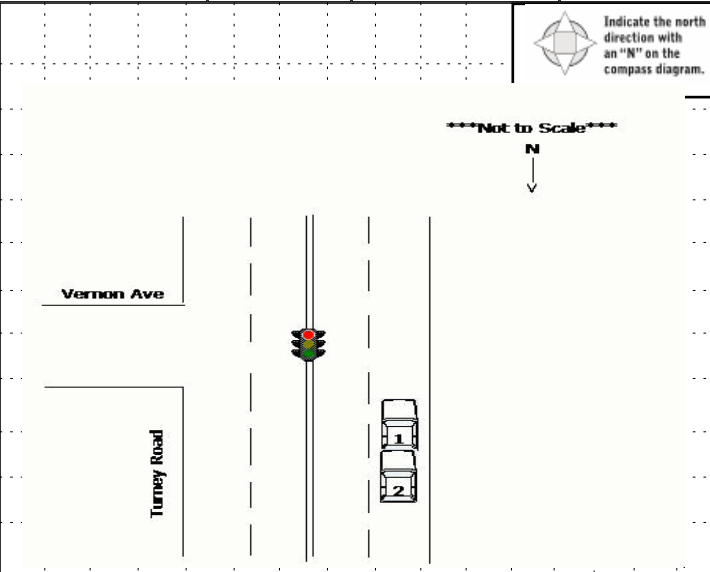 Indicate the north
direction with
an “N” on the
compass diagram.
***Not to Scale***
N
Vernon Ave
Turney Road
1
2